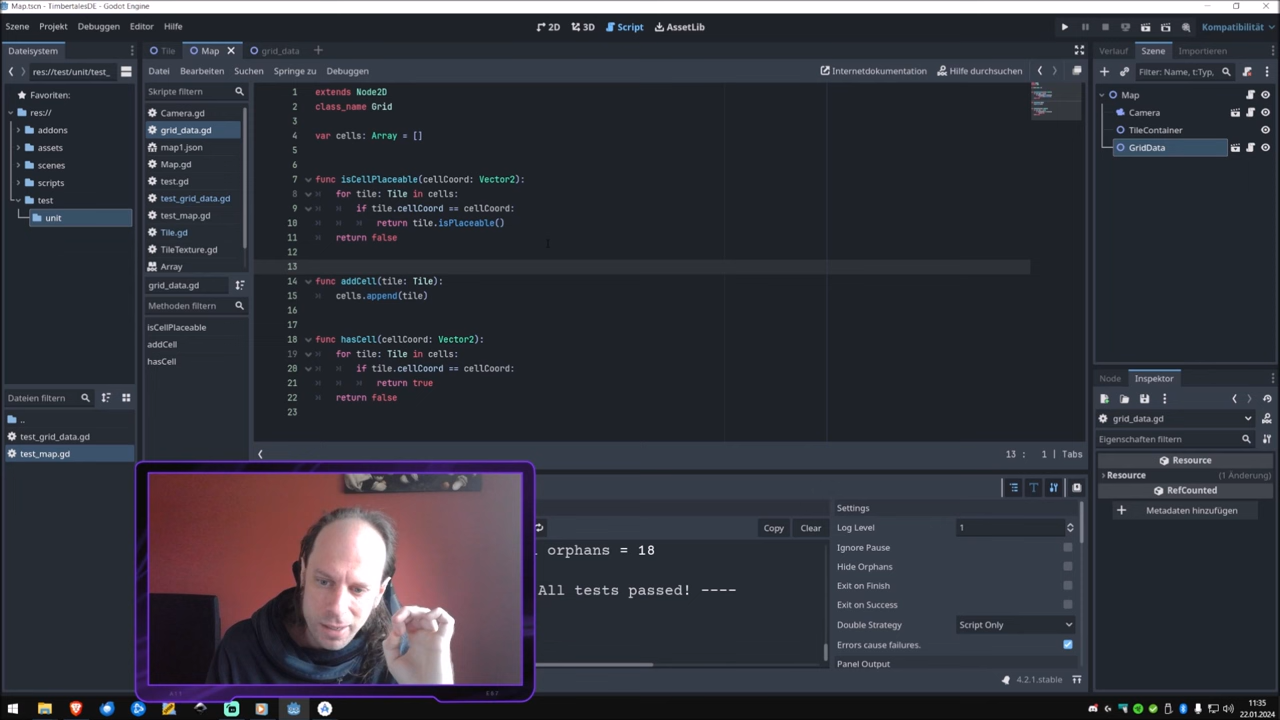 Map.tscn - TimbertalesDE - Godot Engine
Szene Projekt Debuggen Editor Hilfe
2D 3D Script AssetLib
Kompatibilität
Dateisystem
Tile Map grid_data
Verlauf Szene Importieren
res://test/unit/test_
Datei Bearbeiten Suchen Springe zu Debuggen
Internetdokumentation Hilfe durchsuchen
Filter: Name, t:Typ,
Favoriten:
res://
addons
assets
scenes
scripts
test
unit
Dateien filtern
..
test_grid_data.gd
test_map.gd
Skripte filtern
Camera.gd
grid_data.gd
map1.json
Map.gd
test.gd
test_grid_data.gd
test_map.gd
Tile.gd
TileTexture.gd
Array
grid_data.gd
Methoden filtern
isCellPlaceable
addCell
hasCell
1 extends Node2D
2 class_name Grid
3
4 var cells: Array = []
5
6
7 func isCellPlaceable(cellCoord: Vector2):
8 for tile: Tile in cells:
9 if tile.cellCoord == cellCoord:
10 return tile.isPlaceable()
11 return false
12
13
14 func addCell(tile: Tile):
15 cells.append(tile)
16
17
18 func hasCell(cellCoord: Vector2):
19 for tile: Tile in cells:
20 if tile.cellCoord == cellCoord:
21 return true
22 return false
23
13 : 1 | Tabs
Map
Camera
TileContainer
GridData
Node Inspektor
grid_data.gd
Eigenschaften filtern
Resource
Resource (1 Änderung)
RefCounted
Metadaten hinzufügen
Copy Clear
orphans = 18
All tests passed! ----
Settings
Log Level 1
Ignore Pause
Hide Orphans
Exit on Finish
Exit on Success
Double Strategy Script Only
Errors cause failures.
Panel Output
4.2.1.stable
11:35
22.01.2024